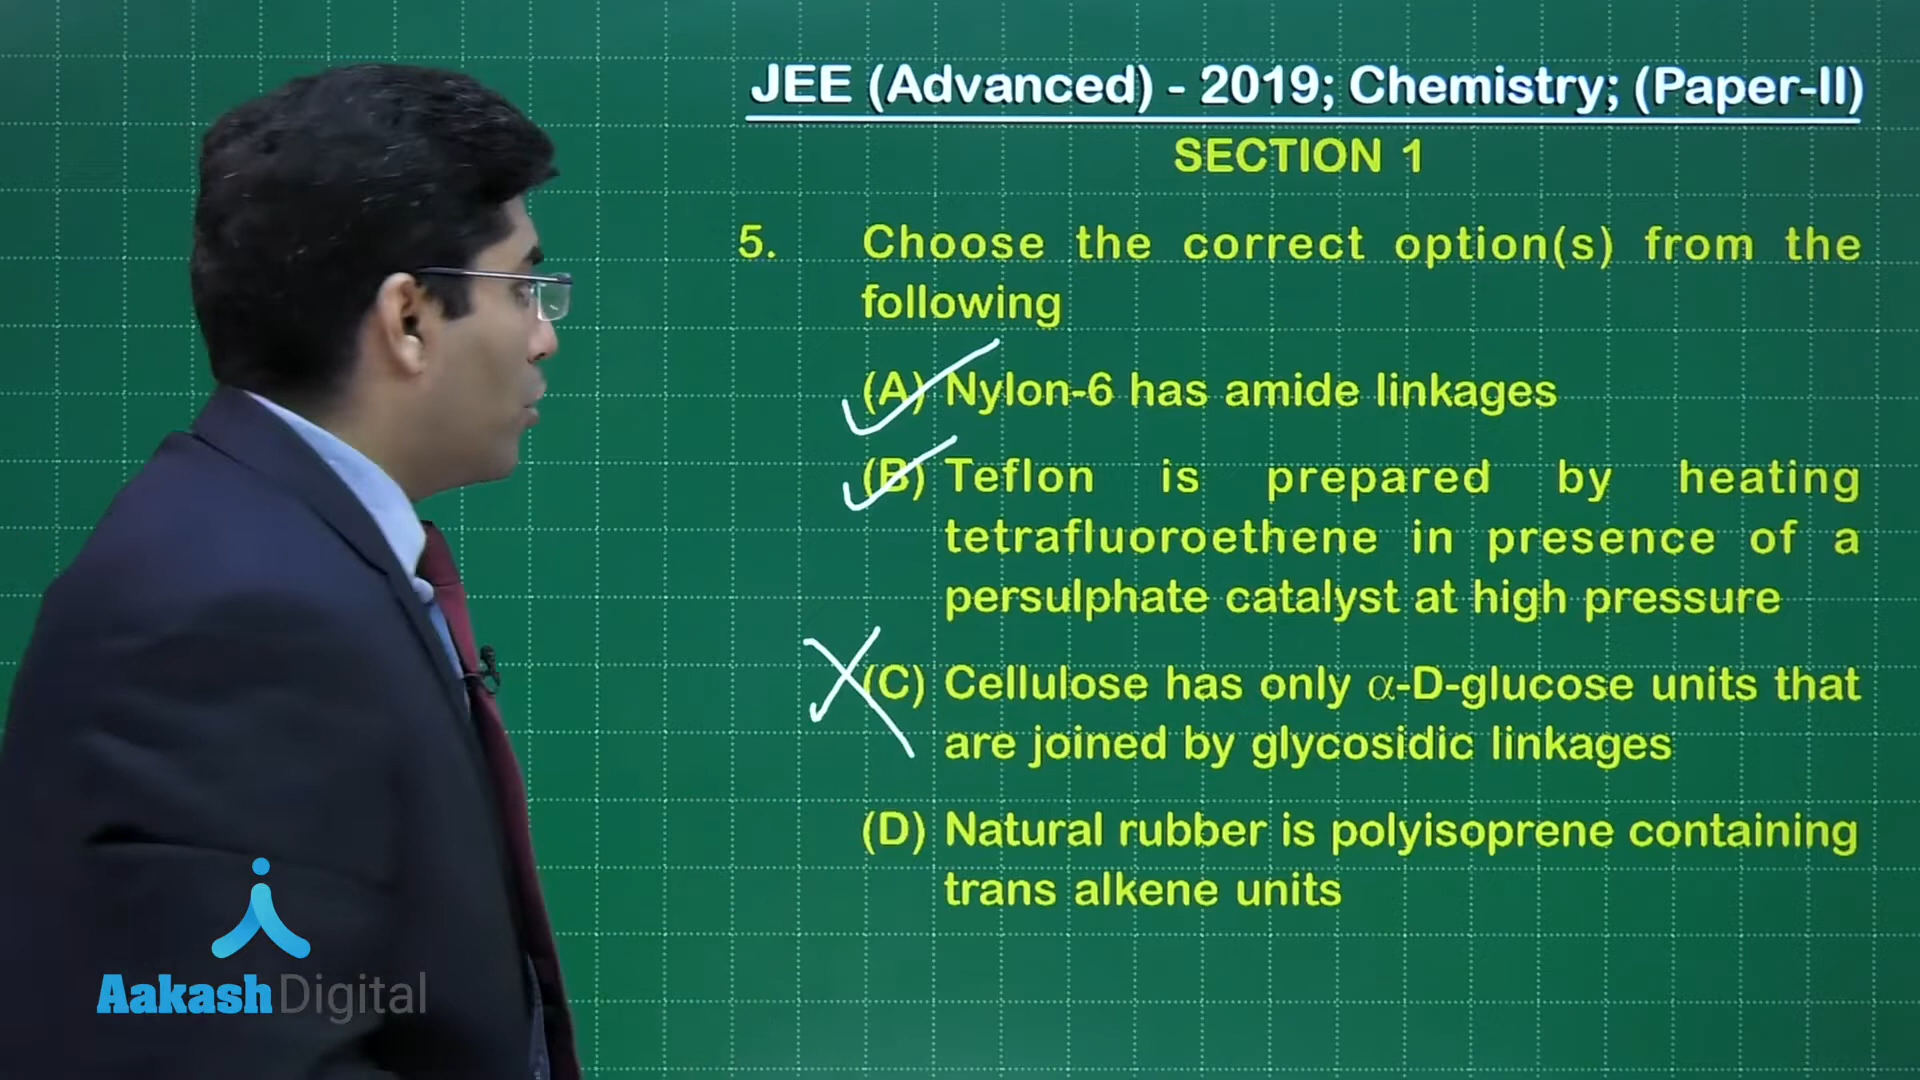 JEE (Advanced) - 2019; Chemistry; (Paper-II)
SECTION 1
5. Choose the correct option(s) from the
following
(A) Nylon-6 has amide linkages
(B) Teflon is prepared by heating
tetrafluoroethene in presence of a
persulphate catalyst at high pressure
(C) Cellulose has only α-D-glucose units that
are joined by glycosidic linkages
(D) Natural rubber is polyisoprene containing
trans alkene units
Aakash Digital